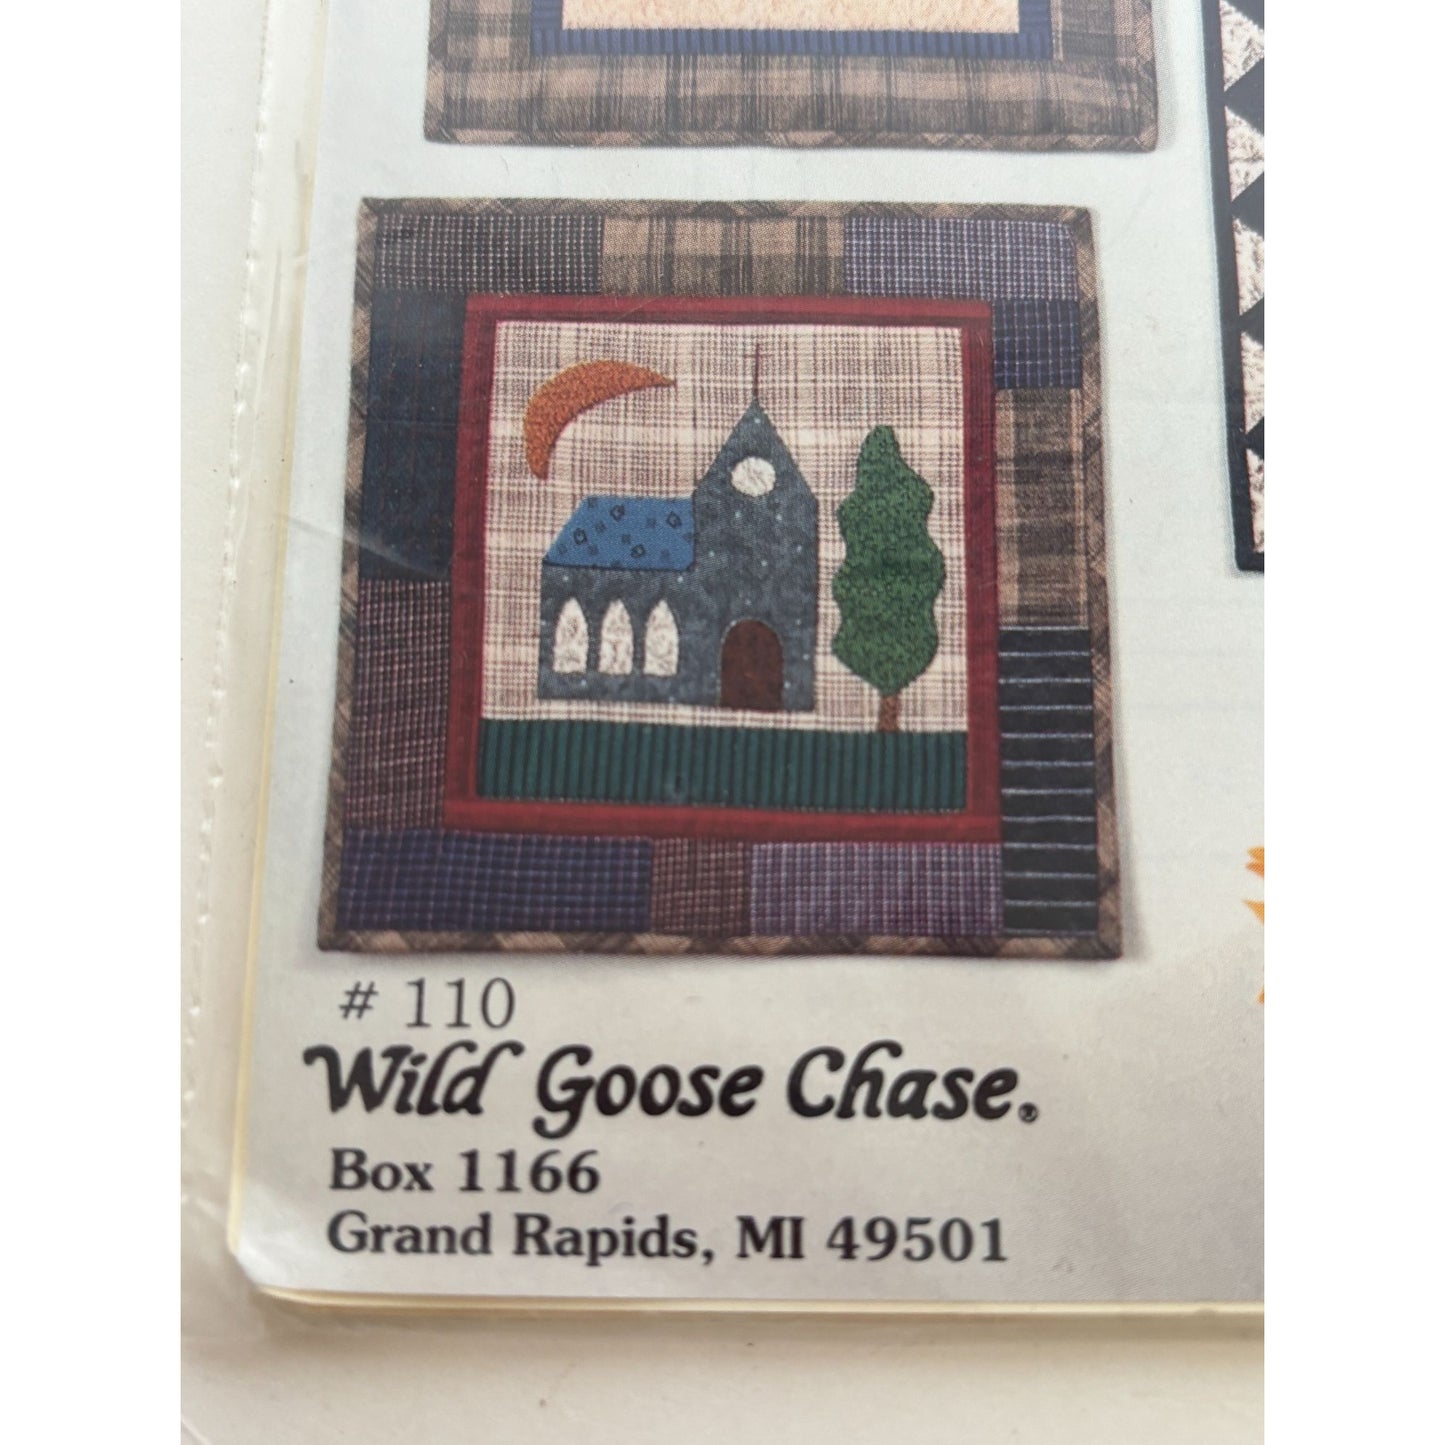 # 110
Wild Goose Chase®
Box 1166
Grand Rapids, MI 49501